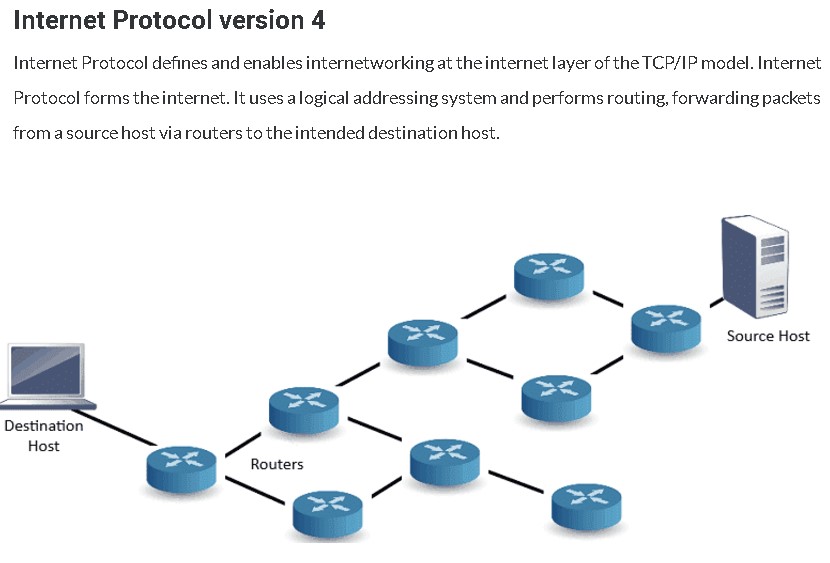 Internet Protocol version 4
Internet Protocol defines and enables internetworking at the internet layer of the TCP/IP model. Internet
Protocol forms the internet. It uses a logical addressing system and performs routing, forwarding packets
from a source host via routers to the intended destination host.
Source Host
Destination
Host
Routers